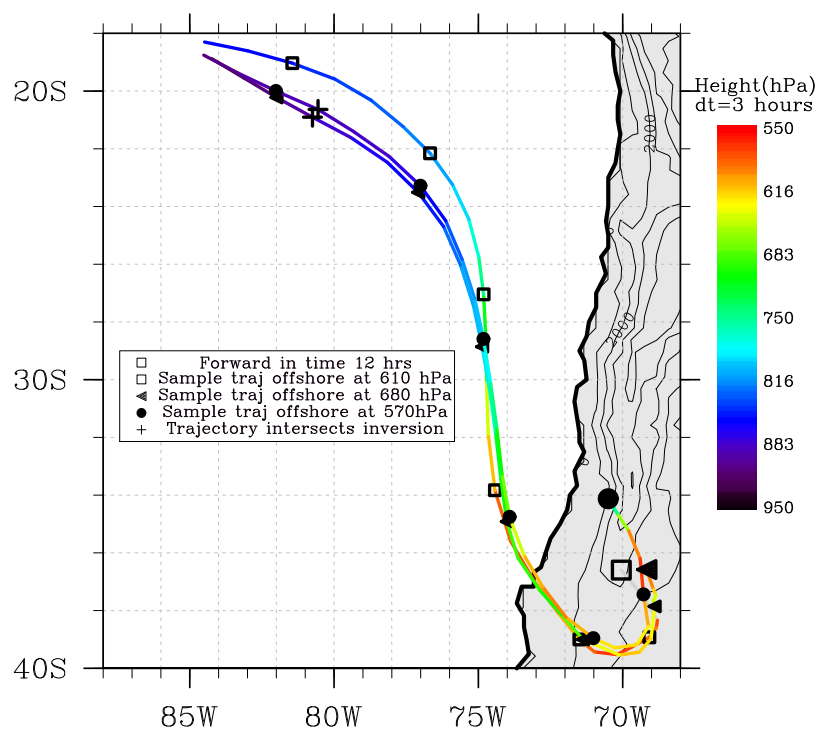 Height(hPa)
dt=3 hours
20S
30S
40S
85W
80W
75W
70W
550
616
683
750
816
883
950
2000
2000
0
0
Forward in time 12 hrs
Sample traj offshore at 610 hPa
Sample traj offshore at 680 hPa
Sample traj offshore at 570hPa
Trajectory intersects inversion